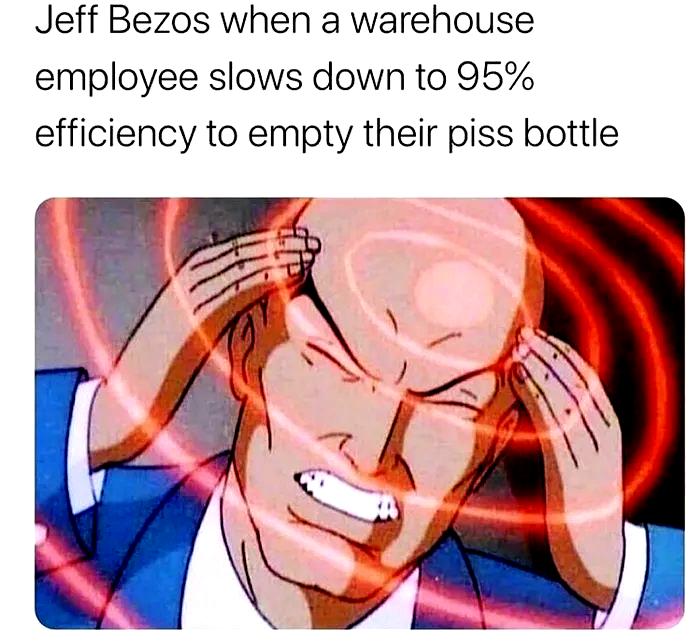 Jeff Bezos when a warehouse
employee slows down to 95%
efficiency to empty their piss bottle